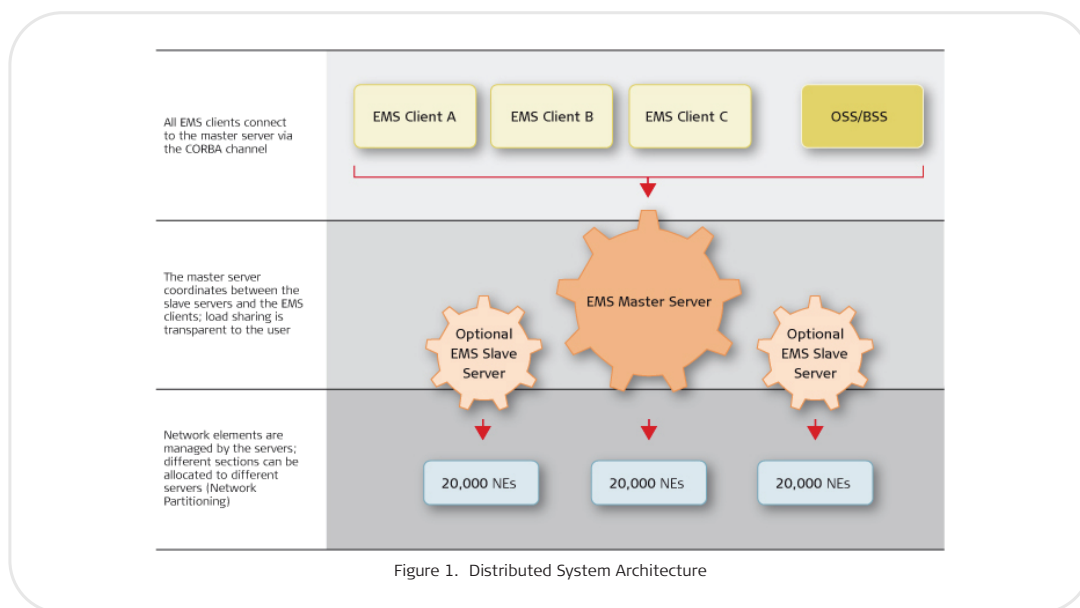 All EMS clients connect
to the master server via
the CORBA channel
EMS Client A
EMS Client B
EMS Client C
OSS/BSS
The master server
coordinates between the
slave servers and the EMS
clients; load sharing is
transparent to the user
EMS Master Server
Optional
EMS Slave
Server
Optional
EMS Slave
Server
Network elements are
managed by the servers;
different sections can be
allocated to different
servers (Network
Partitioning)
20,000 NEs
20,000 NEs
20,000 NEs
Figure 1. Distributed System Architecture